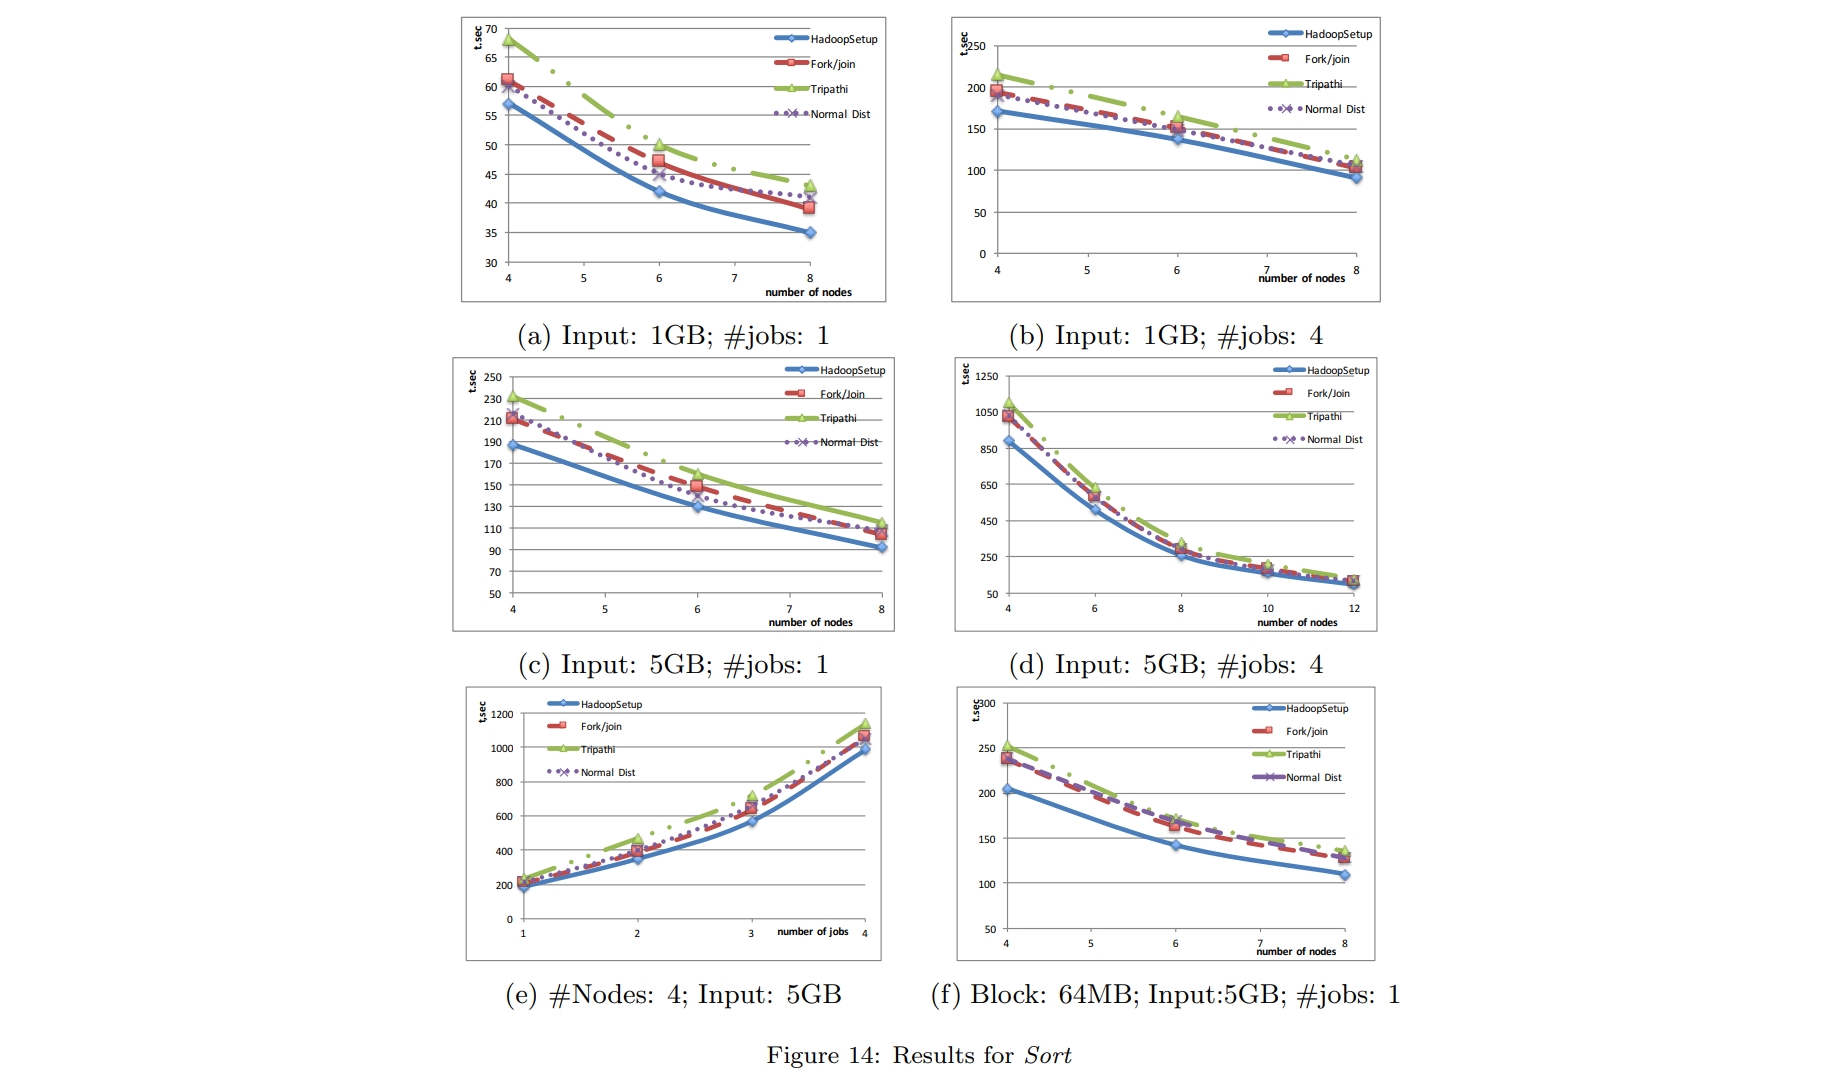 t.sec
70
65
60
55
50
45
40
35
30
4 5 6 7 8
number of nodes
HadoopSetup
Fork/join
Tripathi
Normal Dist
(a) Input: 1GB; #jobs: 1
t.sec
250
200
150
100
50
0
4 5 6 7 8
number of nodes
HadoopSetup
Fork/join
Tripathi
Normal Dist
(b) Input: 1GB; #jobs: 4
t.sec
250
230
210
190
170
150
130
110
90
70
50
4 5 6 7 8
number of nodes
HadoopSetup
Fork/Join
Tripathi
Normal Dist
(c) Input: 5GB; #jobs: 1
t.sec
1250
1050
850
650
450
250
50
4 6 8 10 12
number of nodes
HadoopSetup
Fork/Join
Tripathi
Normal Dist
(d) Input: 5GB; #jobs: 4
t,sec
1200
1000
800
600
400
200
0
1 2 3 number of jobs 4
HadoopSetup
Fork/join
Tripathi
Normal Dist
(e) #Nodes: 4; Input: 5GB
t.sec
300
250
200
150
100
50
4 5 6 7 8
number of nodes
HadoopSetup
Fork/join
Tripathi
Normal Dist
(f) Block: 64MB; Input:5GB; #jobs: 1
Figure 14: Results for Sort